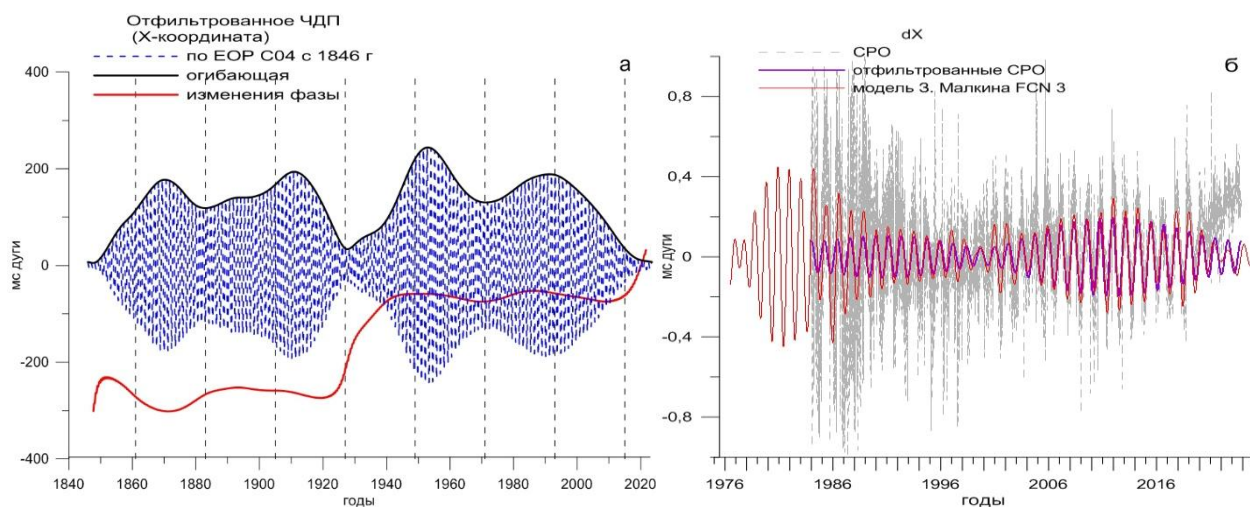 Отфильтрованное ЧДП
(X-координата)
по ЕОР С04 с 1846 г
огибающая
изменения фазы
а
400
200
0
-200
-400
мс дуги
1840 1860 1880 1900 1920 1940 1960 1980 2000 2020
годы
dX
СРО
отфильтрованные СРО
модель З. Малкина FCN 3
б
0,8
0,4
0
-0,4
-0,8
мс дуги
1976 1986 1996 2006 2016
годы